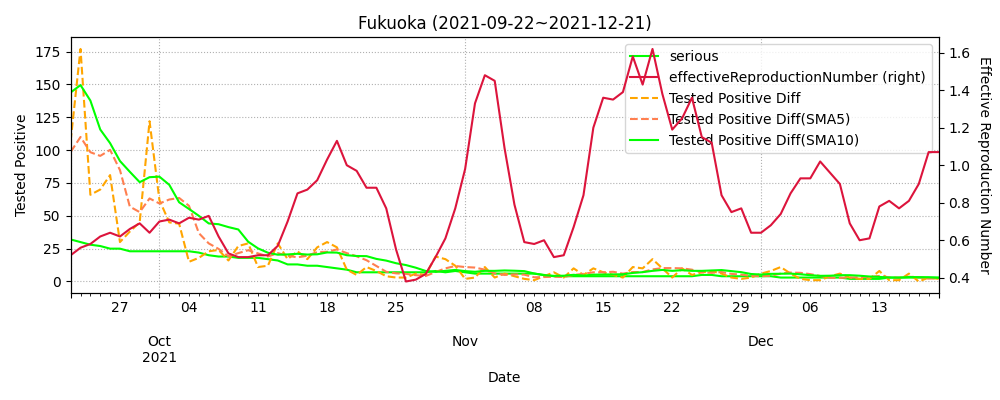 Fukuoka (2021-09-22~2021-12-21)
serious
effectiveReproductionNumber (right)
Tested Positive Diff
Tested Positive Diff(SMA5)
Tested Positive Diff(SMA10)
Tested Positive
175
150
125
100
75
50
25
0
1.6
1.4
1.2
1.0
0.8
0.6
0.4
Effective Reproduction Number
27 04 11 18 25 08 15 22 29 06 13
Oct Nov Dec
2021
Date